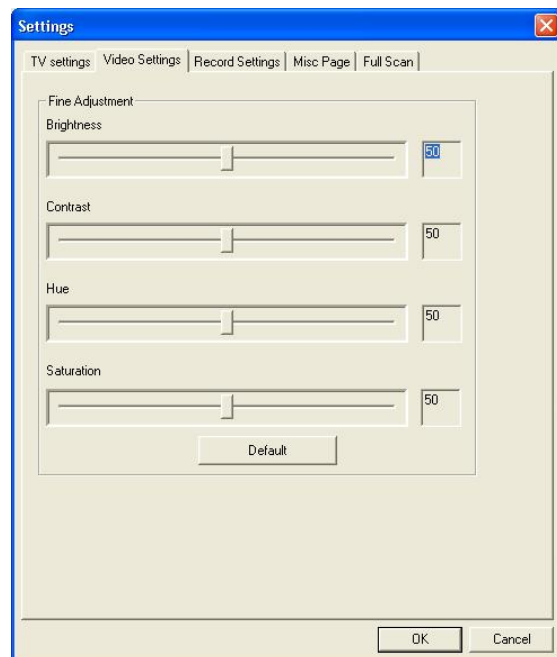 Settings
TV settings Video Settings Record Settings Misc Page Full Scan
Fine Adjustment
Brightness
50
Contrast
50
Hue
50
Saturation
50
Default
OK Cancel